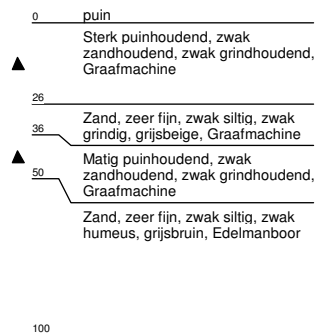 0 puin
Sterk puinhoudend, zwak
zandhoudend, zwak grindhoudend,
Graafmachine
26
Zand, zeer fijn, zwak siltig, zwak
36 grindig, grijsbeige, Graafmachine
Matig puinhoudend, zwak
50 zandhoudend, zwak grindhoudend,
Graafmachine
Zand, zeer fijn, zwak siltig, zwak
humeus, grijsbruin, Edelmanboor
100